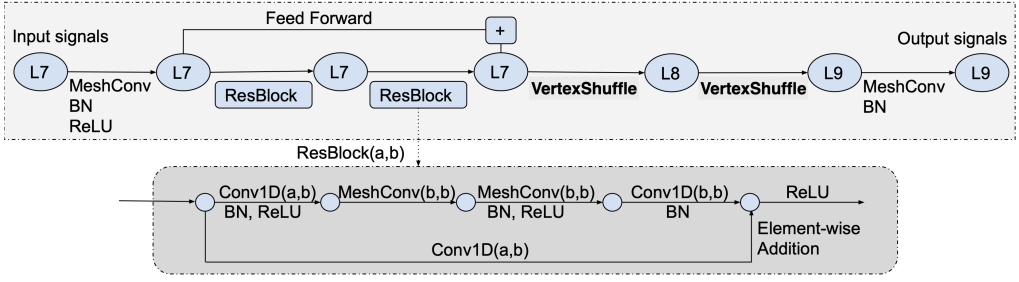 Feed Forward
Input signals
Output signals
+
L7
L7
L7
L7
L8
L9
L9
MeshConv
BN
ReLU
ResBlock
ResBlock
VertexShuffle
VertexShuffle
MeshConv
BN
ResBlock(a,b)
Conv1D(a,b)
BN, ReLU
MeshConv(b,b)
MeshConv(b,b)
BN, ReLU
Conv1D(b,b)
BN
ReLU
Element-wise
Addition
Conv1D(a,b)